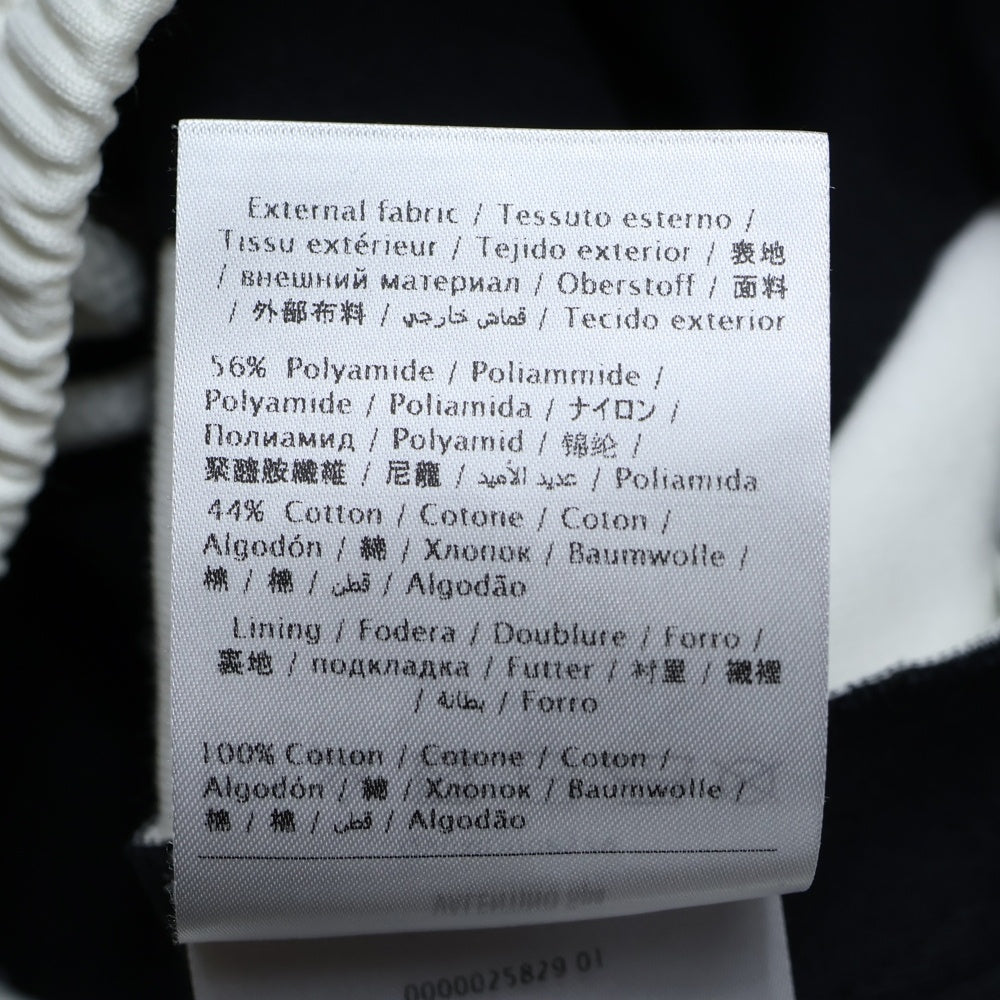 External fabric / Tessuto esterno /
Tissu extérieur / Tejido exterior / 表地
/ внешний материал / Oberstoff / 面料
/ 外部布料 / قماش خارجي / Tecido exterior
56% Polyamide / Poliammide /
Polyamide / Poliamida / ナイロン /
Полиамид / Polyamid / 锦纶 /
聚醯胺纖維 / 尼龍 / عديد الأميد / Poliamida
44% Cotton / Cotone / Coton /
Algodón / 綿 / Хлопок / Baumwolle /
棉 / 棉 / قطن / Algodão
Lining / Fodera / Doublure / Forro /
裏地 / подкладка / Futter / 衬里 / 襯裡
/ بطانة / Forro
100% Cotton / Cotone / Coton /
Algodón / 綿 / Хлопок / Baumwolle /
棉 / 棉 / قطن / Algodão
0000025829 01